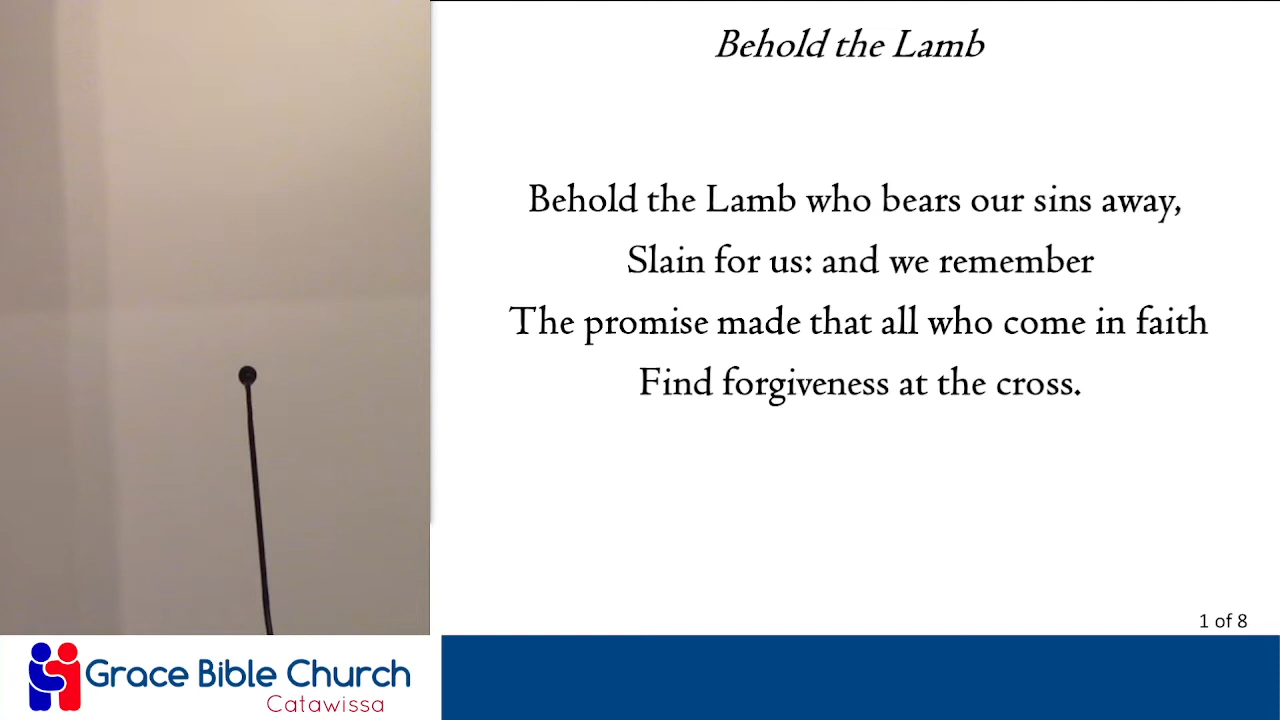 Behold the Lamb
Behold the Lamb who bears our sins away,
Slain for us: and we remember
The promise made that all who come in faith
Find forgiveness at the cross.
1 of 8
Grace Bible Church
Catawissa